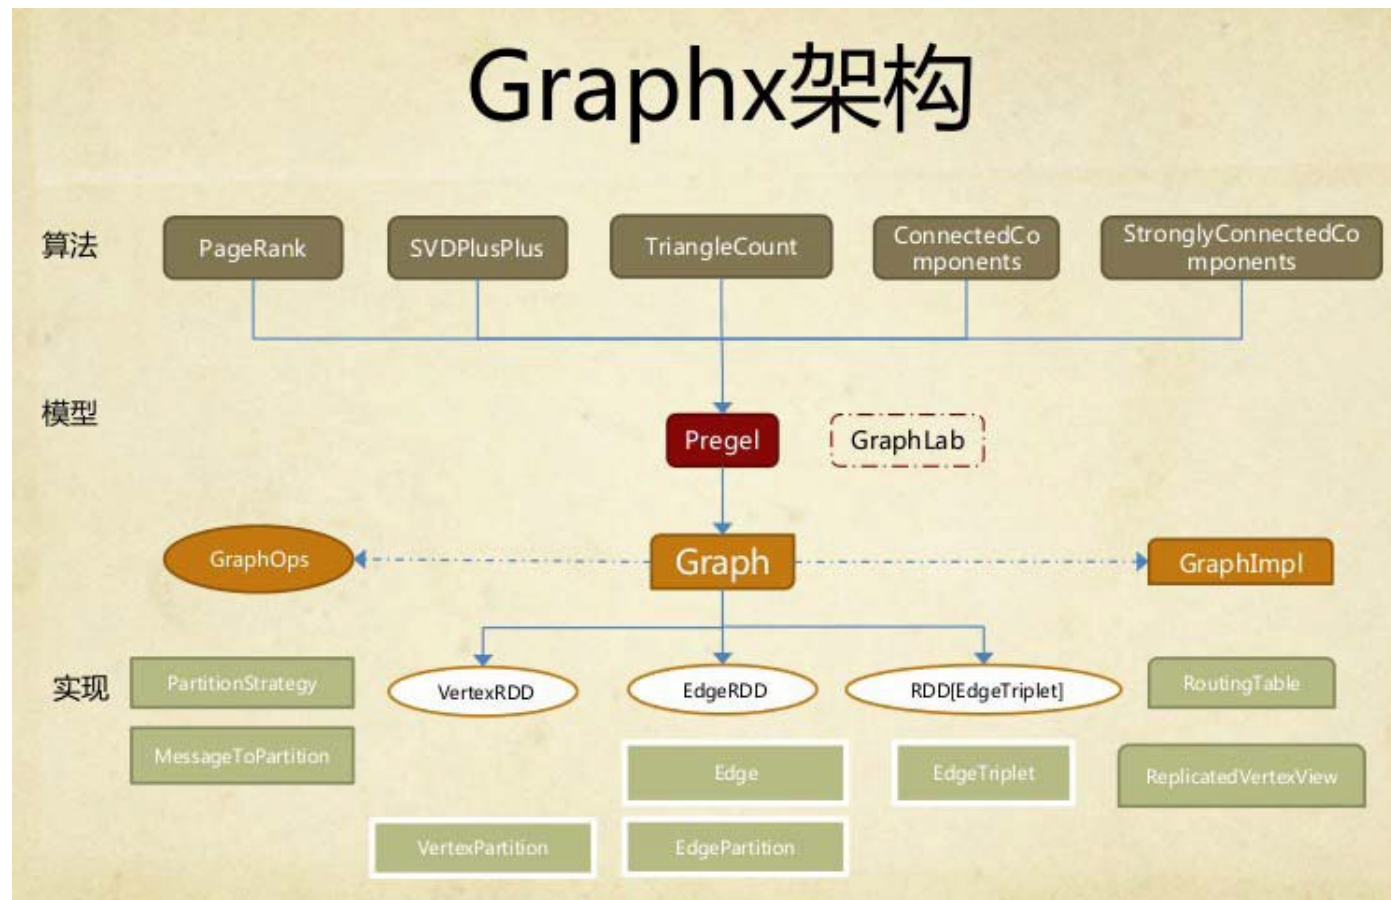 Graphx架构
算法
PageRank
SVDPlusPlus
TriangleCount
ConnectedCo
mponents
StronglyConnectedCo
mponents
模型
Pregel
GraphLab
GraphOps
Graph
GraphImpl
实现
PartitionStrategy
VertexRDD
EdgeRDD
RDD[EdgeTriplet]
RoutingTable
MessageToPartition
Edge
EdgeTriplet
ReplicatedVertexView
VertexPartition
EdgePartition